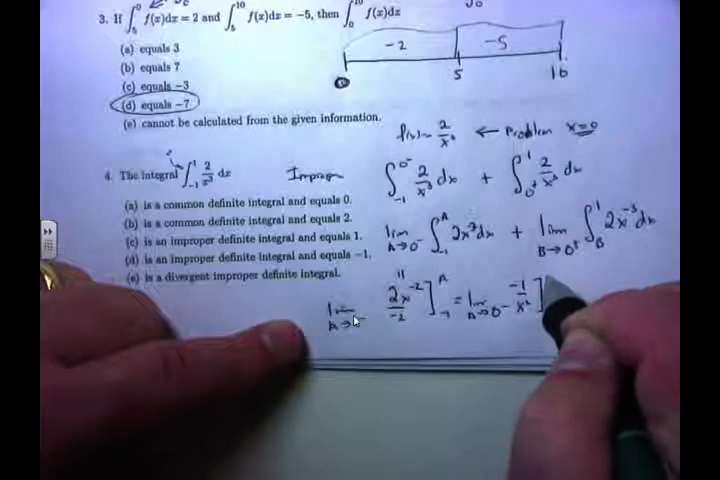 3. If ∫₅⁰ f(x)dx = 2 and ∫₅¹⁰ f(x)dx = −5, then ∫₀¹⁰ f(x)dx
(a) equals 3
(b) equals 7
(c) equals −3
(d) equals −7
(e) cannot be calculated from the given information.
-2 -5
0 5 10
f(x) = 2/x³ ← Problem x=0
4. The integral ∫₋₁¹ 2/x³ dx
Improper
∫₋₁^0⁻ 2/x³ dx + ∫_0⁺^1 2/x³ dx
(a) is a common definite integral and equals 0.
(b) is a common definite integral and equals 2.
(c) is an improper definite integral and equals 1.
(d) is an improper definite integral and equals −1.
(e) is a divergent improper definite integral.
lim A→0⁻ ∫₋₁^A 2x⁻³dx + lim B→0⁺ ∫_B^1 2x⁻³dx
lim A→ 2x⁻²/-2 ]₋₁^A = lim A→0⁻ -1/x² ]